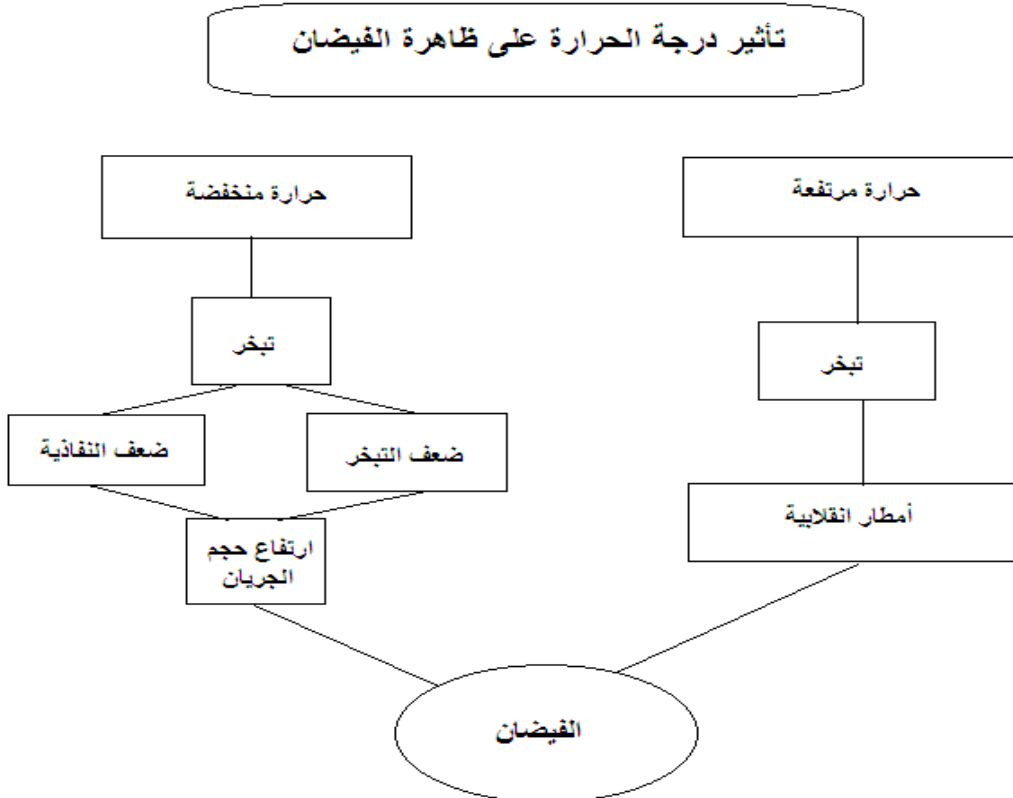 تأثير درجة الحرارة على ظاهرة الفيضان
حرارة مرتفعة
حرارة منخفضة
تبخر
تبخر
ضعف التبخر
ضعف النفاذية
أمطار انقلابية
ارتفاع حجم
الجريان
الفيضان